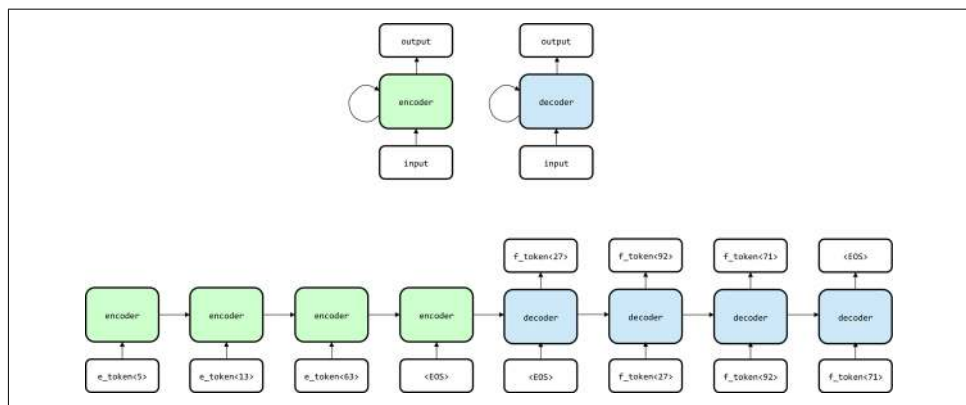 output output
encoder decoder
input input
f_token<27> f_token<92> f_token<71> <EOS>
encoder encoder encoder encoder decoder decoder decoder decoder
e_token<5> e_token<13> e_token<63> <EOS> <EOS> f_token<27> f_token<92> f_token<71>